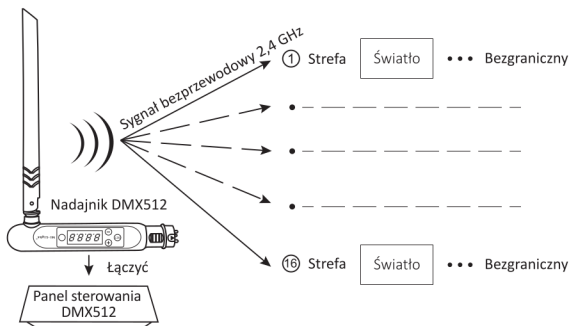 Sygnał bezprzewodowy 2,4 GHz
1 Strefa Światło ••• Bezgraniczny
Nadajnik DMX512
8888
16 Strefa Światło ••• Bezgraniczny
Łączyć
Panel sterowania
DMX512